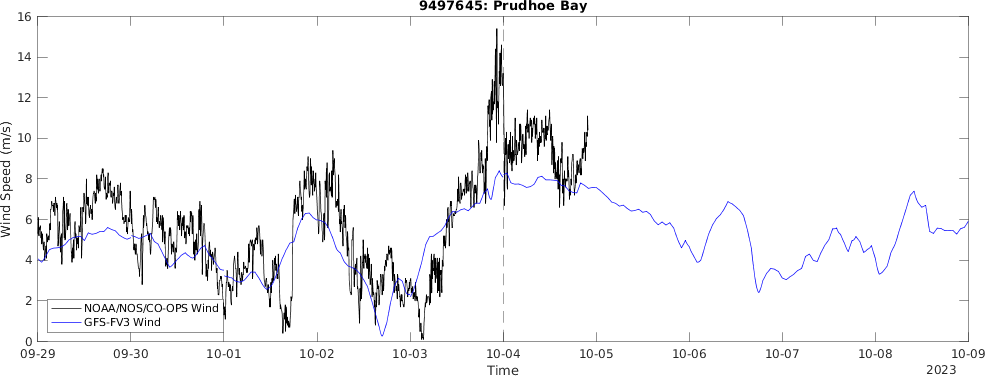 9497645: Prudhoe Bay
16
14
12
10
8
6
4
2
0
Wind Speed (m/s)
NOAA/NOS/CO-OPS Wind
GFS-FV3 Wind
09-29 09-30 10-01 10-02 10-03 10-04 10-05 10-06 10-07 10-08 10-09
Time
2023